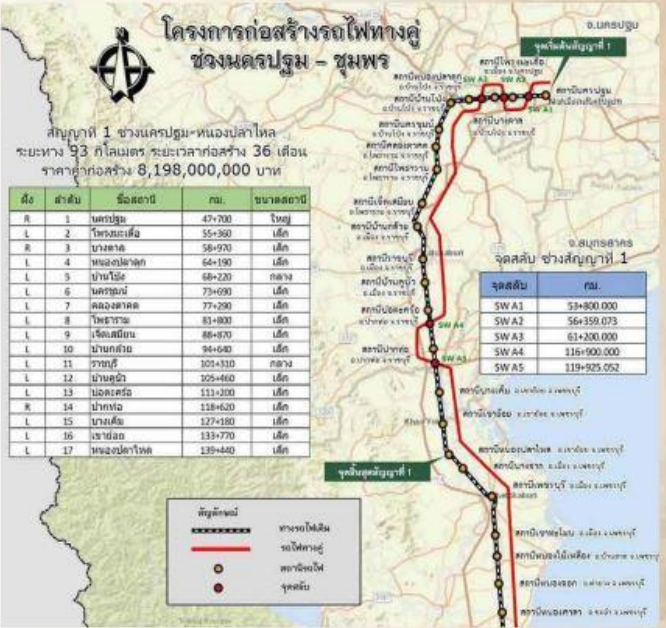 โครงการก่อสร้างรถไฟทางคู่
ช่วงนครปฐม - ชุมพร
จ.นครปฐม
จุดเริ่มต้นสัญญาที่ 1
สัญญาที่ 1 ช่วงนครปฐม-หนองปลาไหล
ระยะทาง 93 กิโลเมตร ระยะเวลาก่อสร้าง 36 เดือน
ราคาค่าก่อสร้าง 8,198,000,000 บาท
ฝั่ง ลำดับ ชื่อสถานี กม. ขนาดสถานี
R 1 นครปฐม 47+700 ใหญ่
L 2 โพรงมะเดื่อ 55+360 เล็ก
R 3 บางตาล 58+970 เล็ก
L 4 หนองปลาดุก 64+190 เล็ก
L 5 บ้านโป่ง 68+220 กลาง
L 6 นครชุมน์ 73+690 เล็ก
L 7 คลองตาคต 77+290 เล็ก
L 8 โพธาราม 81+800 เล็ก
L 9 เจ็ดเสมียน 88+870 เล็ก
L 10 บ้านกล้วย 94+640 เล็ก
L 11 ราชบุรี 101+310 กลาง
L 12 บ้านคูบัว 105+460 เล็ก
L 13 บ่อตะคร้อ 111+200 เล็ก
R 14 ปากท่อ 118+620 เล็ก
L 15 บางเค็ม 127+180 เล็ก
L 16 เขาย้อย 133+770 เล็ก
L 17 หนองปลาไหล 139+440 เล็ก
สถานีโพรงมะเดื่อ
สถานีหนองปลาดุก
SW A3
SW A2
สถานีนครปฐม
สถานีบ้านโป่ง
SW A1
สถานีนครชุมน์
สถานีบางตาล
สถานีคลองตาคต
สถานีโพธาราม
สถานีเจ็ดเสมียน
สถานีบ้านกล้วย
จ.สมุทรสาคร
สถานีราชบุรี
สถานีบ้านคูบัว
สถานีบ่อตะคร้อ
SW A4
สถานีปากท่อ
SW A5
จุดสลับ ช่วงสัญญาที่ 1
จุดสลับ กม.
SW A1 53+800.000
SW A2 56+359.073
SW A3 61+200.000
SW A4 116+900.000
SW A5 119+925.052
สถานีบางเค็ม
สถานีเขาย้อย
สถานีหนองปลาไหล
จุดสิ้นสุดสัญญาที่ 1
สถานีบางจาก
สถานีเพชรบุรี
สถานีเขาทโมน
สถานีหนองไม้เหลือง
สถานีหนองจอก
สถานีหนองศาลา
สัญลักษณ์
ทางรถไฟเดิม
รถไฟทางคู่
สถานีรถไฟ
จุดสลับ